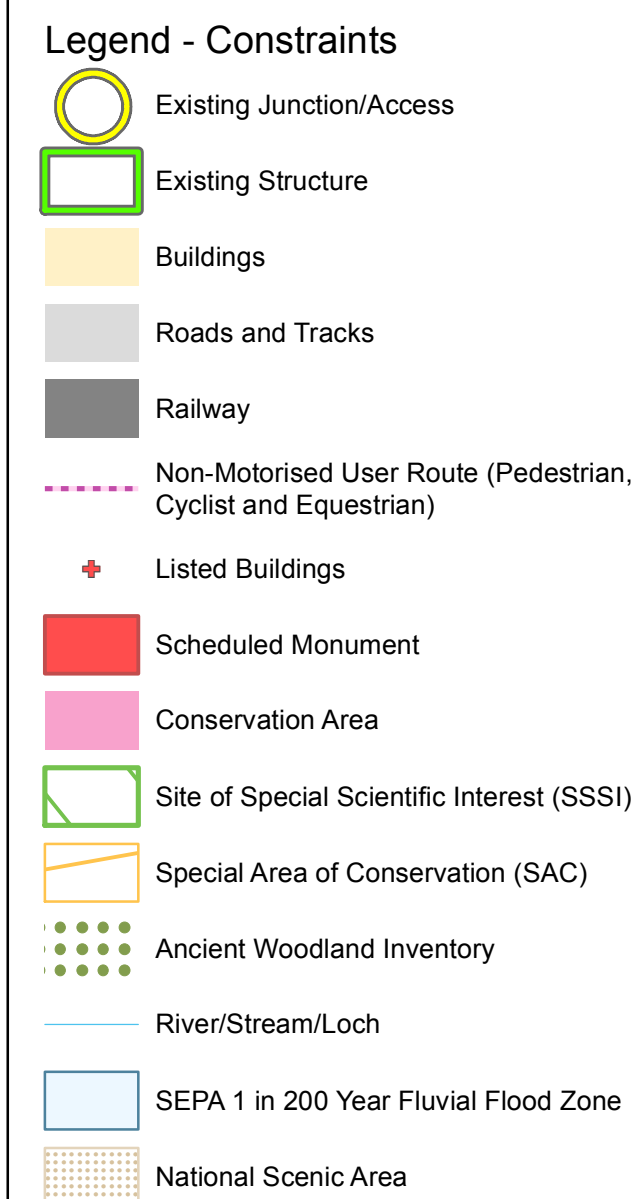 Legend - Constraints
Existing Junction/Access
Existing Structure
Buildings
Roads and Tracks
Railway
Non-Motorised User Route (Pedestrian,
Cyclist and Equestrian)
Listed Buildings
Scheduled Monument
Conservation Area
Site of Special Scientific Interest (SSSI)
Special Area of Conservation (SAC)
Ancient Woodland Inventory
River/Stream/Loch
SEPA 1 in 200 Year Fluvial Flood Zone
National Scenic Area